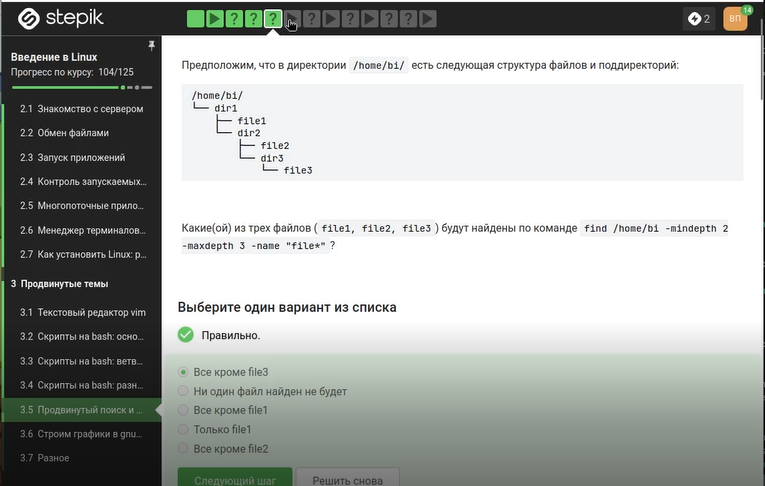 stepik
? ? ? ? ? ?
2
ВП
14
Введение в Linux
Прогресс по курсу: 104/125
2.1 Знакомство с сервером
2.2 Обмен файлами
2.3 Запуск приложений
2.4 Контроль запускаемых...
2.5 Многопоточные прило...
2.6 Менеджер терминалов...
2.7 Как установить Linux: р...
3 Продвинутые темы
3.1 Текстовый редактор vim
3.2 Скрипты на bash: осно...
3.3 Скрипты на bash: ветв...
3.4 Скрипты на bash: разн...
3.5 Продвинутый поиск и ...
3.6 Строим графики в gnu...
3.7 Разное
Предположим, что в директории /home/bi/ есть следующая структура файлов и поддиректорий:
/home/bi/
└── dir1
├── file1
└── dir2
├── file2
└── dir3
└── file3
Какие(ой) из трех файлов ( file1, file2, file3 ) будут найдены по команде find /home/bi -mindepth 2
-maxdepth 3 -name "file*" ?
Выберите один вариант из списка
Правильно.
Все кроме file3
Ни один файл найден не будет
Все кроме file1
Только file1
Все кроме file2
Следующий шаг
Решить снова